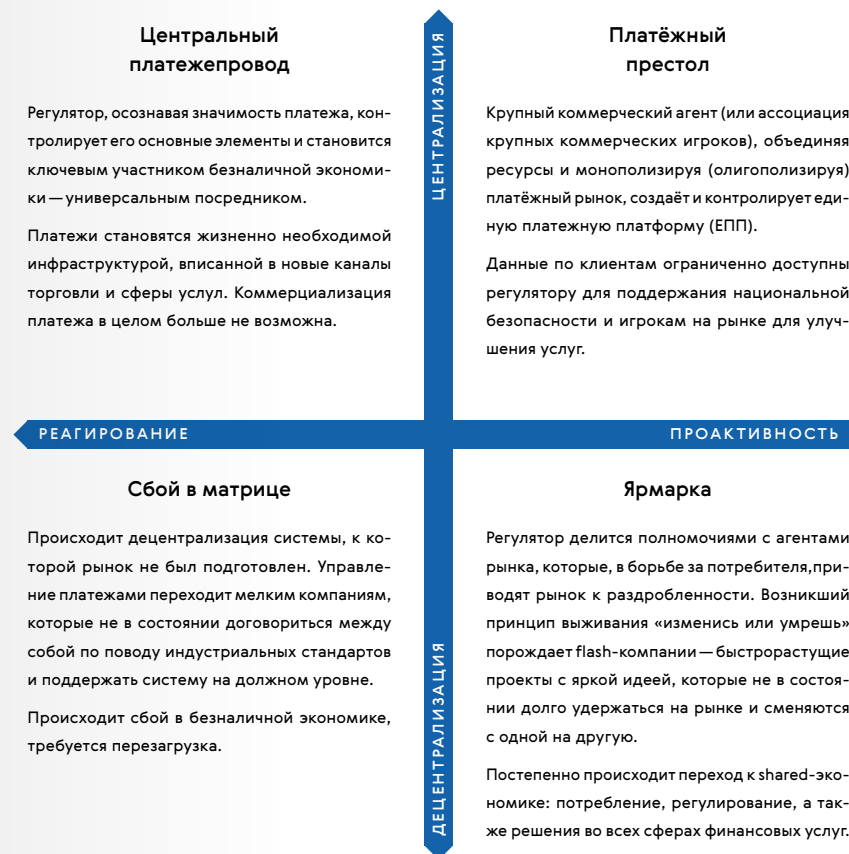 Центральный
платежепровод
Регулятор, осознавая значимость платежа, кон-
тролирует его основные элементы и становится
ключевым участником безналичной экономи-
ки — универсальным посредником.
Платежи становятся жизненно необходимой
инфраструктурой, вписанной в новые каналы
торговли и сферы услул. Коммерциализация
платежа в целом больше не возможна.
ЦЕНТРАЛИЗАЦИЯ
Платёжный
престол
Крупный коммерческий агент (или ассоциация
крупных коммерческих игроков), объединяя
ресурсы и монополизируя (олигополизируя)
платёжный рынок, создаёт и контролирует еди-
ную платежную платформу (ЕПП).
Данные по клиентам ограниченно доступны
регулятору для поддержания национальной
безопасности и игрокам на рынке для улуч-
шения услуг.
РЕАГИРОВАНИЕ
ПРОАКТИВНОСТЬ
Сбой в матрице
Происходит децентрализация системы, к ко-
торой рынок не был подготовлен. Управле-
ние платежами переходит мелким компаниям,
которые не в состоянии договориться между
собой по поводу индустриальных стандартов
и поддержать систему на должном уровне.
Происходит сбой в безналичной экономике,
требуется перезагрузка.
ДЕЦЕНТРАЛИЗАЦИЯ
Ярмарка
Регулятор делится полномочиями с агентами
рынка, которые, в борьбе за потребителя,при-
водят рынок к раздробленности. Возникший
принцип выживания «изменись или умрешь»
порождает flash-компании — быстрорастущие
проекты с яркой идеей, которые не в состоя-
нии долго удержаться на рынке и сменяются
с одной на другую.
Постепенно происходит переход к shared-эко-
номике: потребление, регулирование, а так-
же решения во всех сферах финансовых услуг.